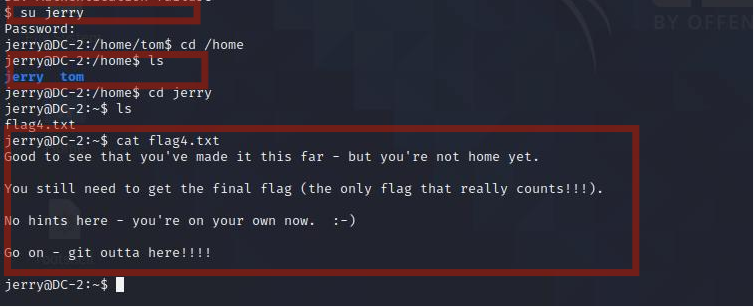 $ su jerry
Password:
jerry@DC-2:/home/tom$ cd /home
jerry@DC-2:/home$ ls
jerry  tom
jerry@DC-2:/home$ cd jerry
jerry@DC-2:~$ ls
flag4.txt
jerry@DC-2:~$ cat flag4.txt
Good to see that you've made it this far - but you're not home yet.
You still need to get the final flag (the only flag that really counts!!!).
No hints here - you're on your own now.  :-)
Go on - git outta here!!!!
jerry@DC-2:~$
BY OFFEN